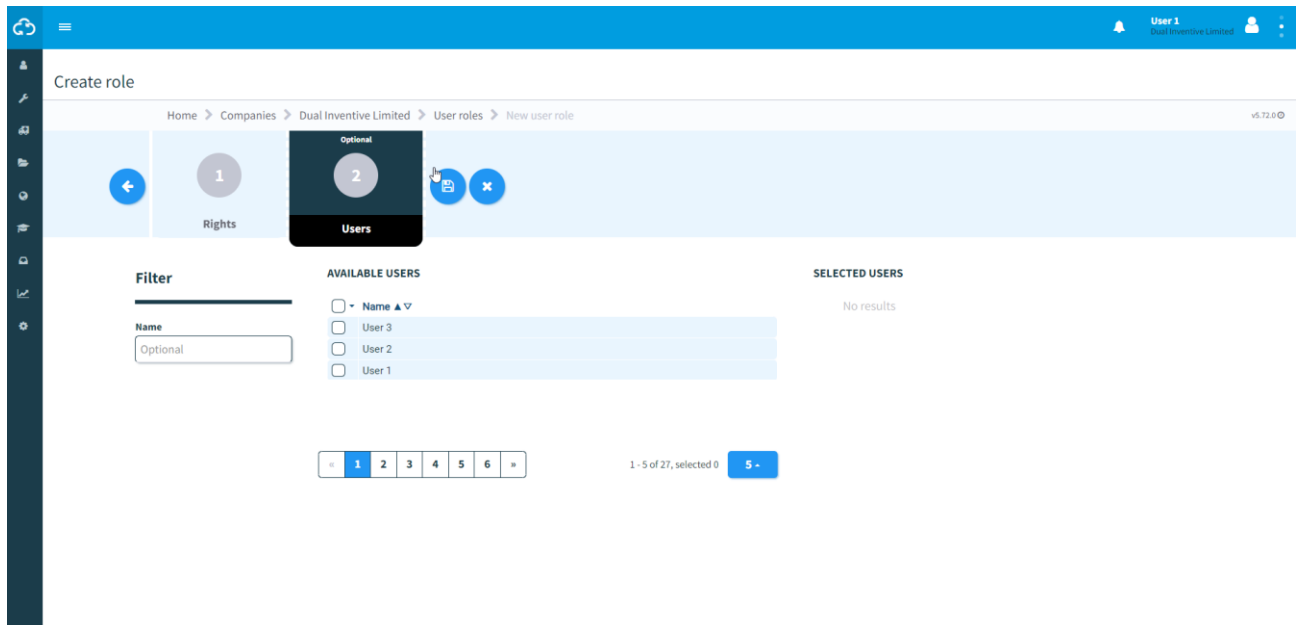 User 1
Dual Inventive Limited
Create role
Home Companies Dual Inventive Limited User roles New user role
v5.72.0
Optional
1
2
Rights
Users
Filter
AVAILABLE USERS
SELECTED USERS
Name
No results
Name
Optional
User 3
User 2
User 1
« 1 2 3 4 5 6 »
1 - 5 of 27, selected 0
5